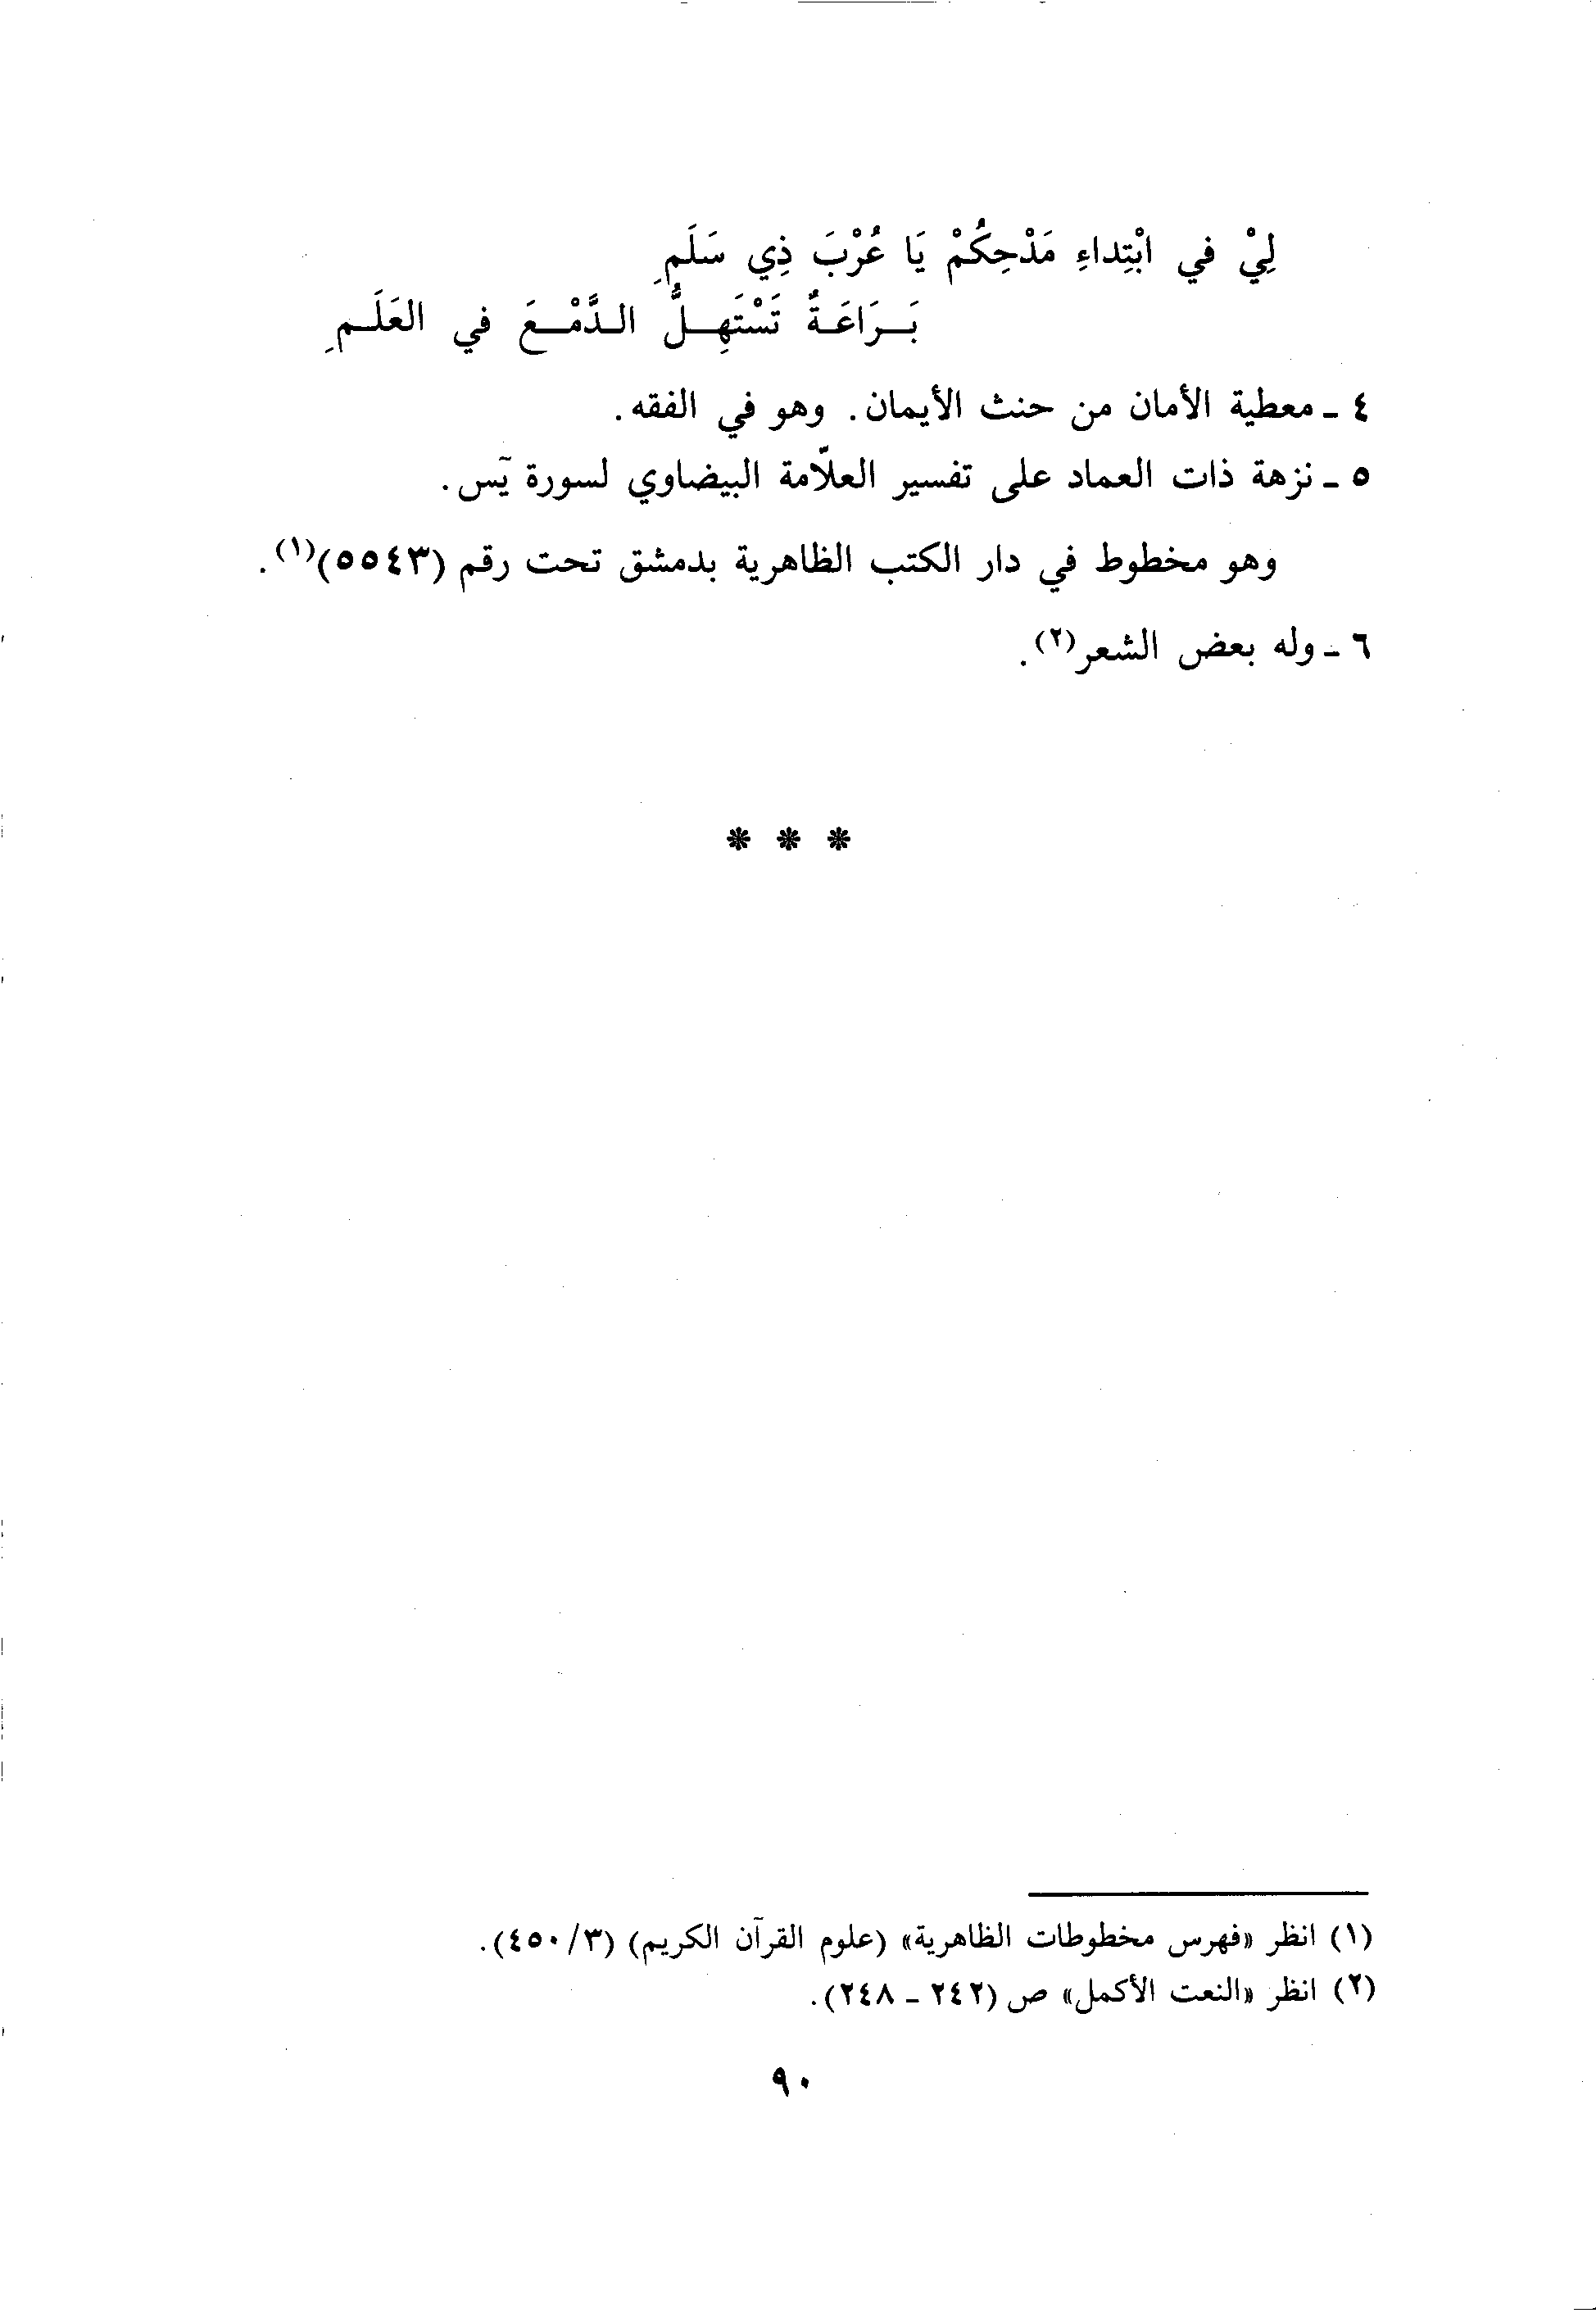 لِيْ في ابْتِداءِ مَدْحِكُمْ يَا عُرْبَ ذِي سَلَمِ
بَـرَاعَـةٌ تَسْتَهِـلُّ الـدَّمْـعَ في العَلَـمِ
٤ - معطية الأمان من حنث الأيمان. وهو في الفقه.
٥ - نزهة ذات العماد على تفسير العلاّمة البيضاوي لسورة يۤس.
وهو مخطوط في دار الكتب الظاهرية بدمشق تحت رقم (٥٥٤٣)(١).
٦ - وله بعض الشعر(٢).
* * *
(١) انظر «فهرس مخطوطات الظاهرية» (علوم القرآن الكريم) (٣/ ٤٥٠).
(٢) انظر «النعت الأكمل» ص (٢٤٢ - ٢٤٨).
٩٠